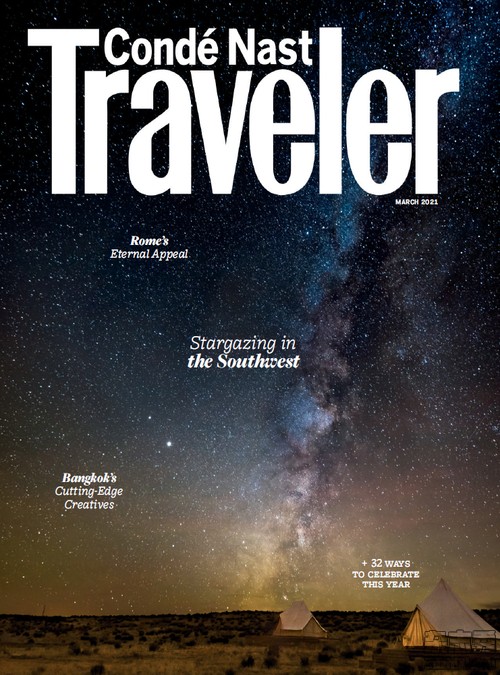 Condé Nast
Traveler
MARCH 2021
Rome's
Eternal Appeal
Stargazing in
the Southwest
Bangkok's
Cutting-Edge
Creatives
+ 32 WAYS
TO CELEBRATE
THIS YEAR